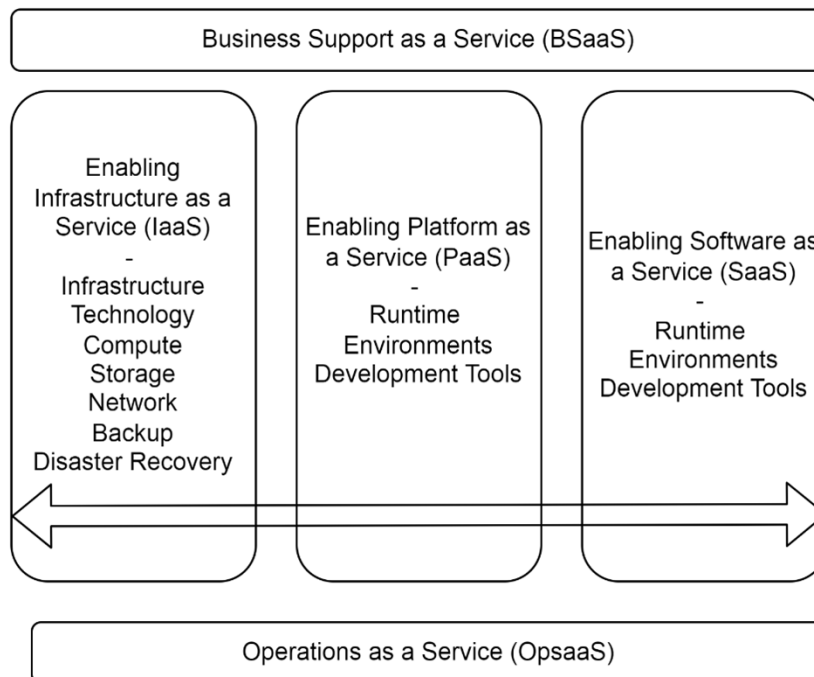 Business Support as a Service (BSaaS)
Enabling
Infrastructure as a
Service (IaaS)
-
Infrastructure
Technology
Compute
Storage
Network
Backup
Disaster Recovery
Enabling Platform as
a Service (PaaS)
-
Runtime
Environments
Development Tools
Enabling Software as
a Service (SaaS)
-
Runtime
Environments
Development Tools
Operations as a Service (OpsaaS)